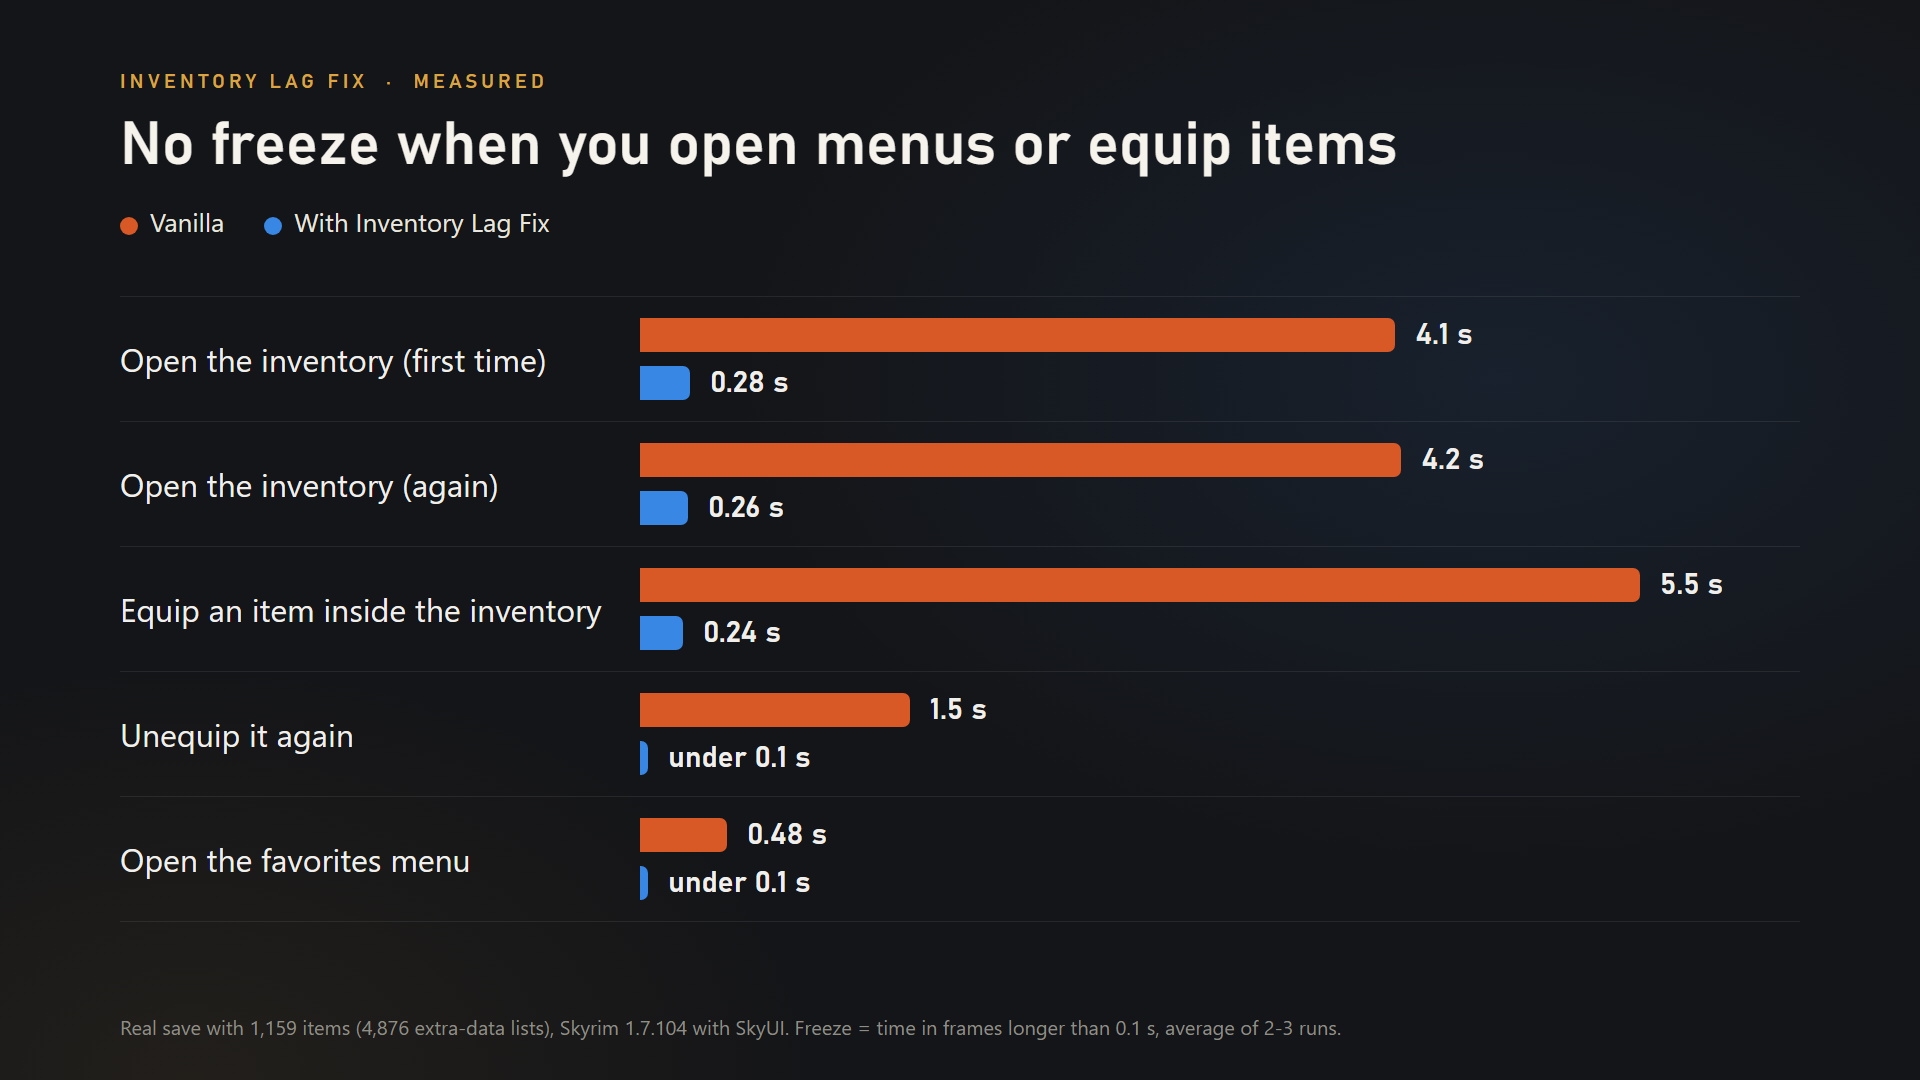 INVENTORY LAG FIX · MEASURED
No freeze when you open menus or equip items
Vanilla With Inventory Lag Fix
Open the inventory (first time)
4.1 s
0.28 s
Open the inventory (again)
4.2 s
0.26 s
Equip an item inside the inventory
5.5 s
0.24 s
Unequip it again
1.5 s
under 0.1 s
Open the favorites menu
0.48 s
under 0.1 s
Real save with 1,159 items (4,876 extra-data lists), Skyrim 1.7.104 with SkyUI. Freeze = time in frames longer than 0.1 s, average of 2-3 runs.